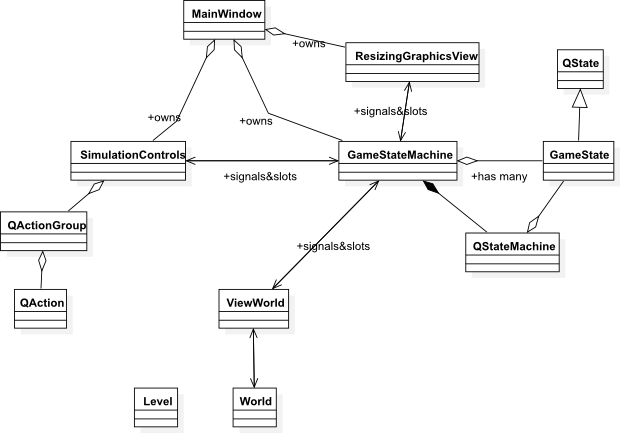 MainWindow
+owns
ResizingGraphicsView
QState
+signals&slots
+owns
+owns
SimulationControls
GameStateMachine
GameState
+signals&slots
+has many
QActionGroup
QStateMachine
+signals&slots
QAction
ViewWorld
Level
World